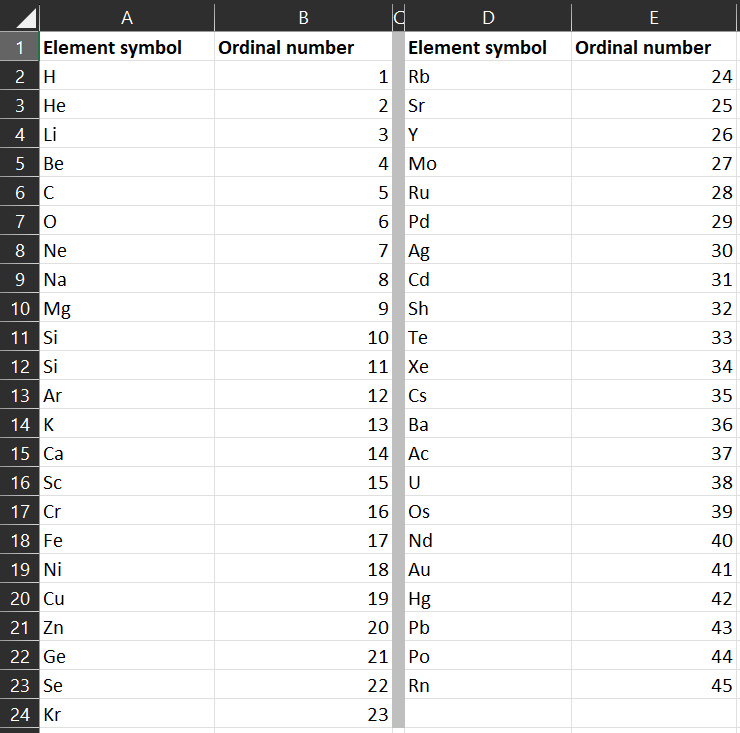 A B C D E
1 Element symbol Ordinal number Element symbol Ordinal number
2 H 1 Rb 24
3 He 2 Sr 25
4 Li 3 Y 26
5 Be 4 Mo 27
6 C 5 Ru 28
7 O 6 Pd 29
8 Ne 7 Ag 30
9 Na 8 Cd 31
10 Mg 9 Sh 32
11 Si 10 Te 33
12 Si 11 Xe 34
13 Ar 12 Cs 35
14 K 13 Ba 36
15 Ca 14 Ac 37
16 Sc 15 U 38
17 Cr 16 Os 39
18 Fe 17 Nd 40
19 Ni 18 Au 41
20 Cu 19 Hg 42
21 Zn 20 Pb 43
22 Ge 21 Po 44
23 Se 22 Rn 45
24 Kr 23